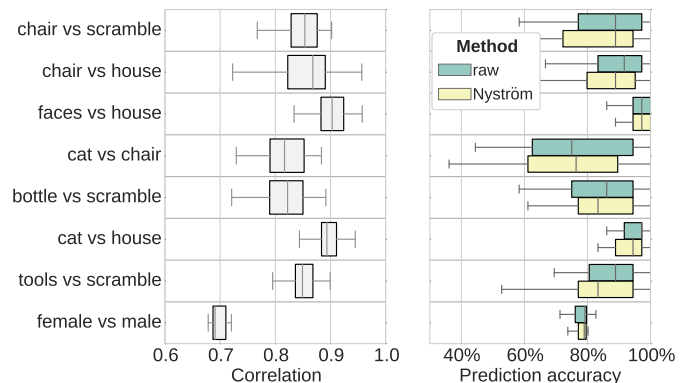 chair vs scramble
chair vs house
faces vs house
cat vs chair
bottle vs scramble
cat vs house
tools vs scramble
female vs male
0.6 0.7 0.8 0.9 1.0
Correlation
Method
raw
Nyström
40% 60% 80% 100%
Prediction accuracy